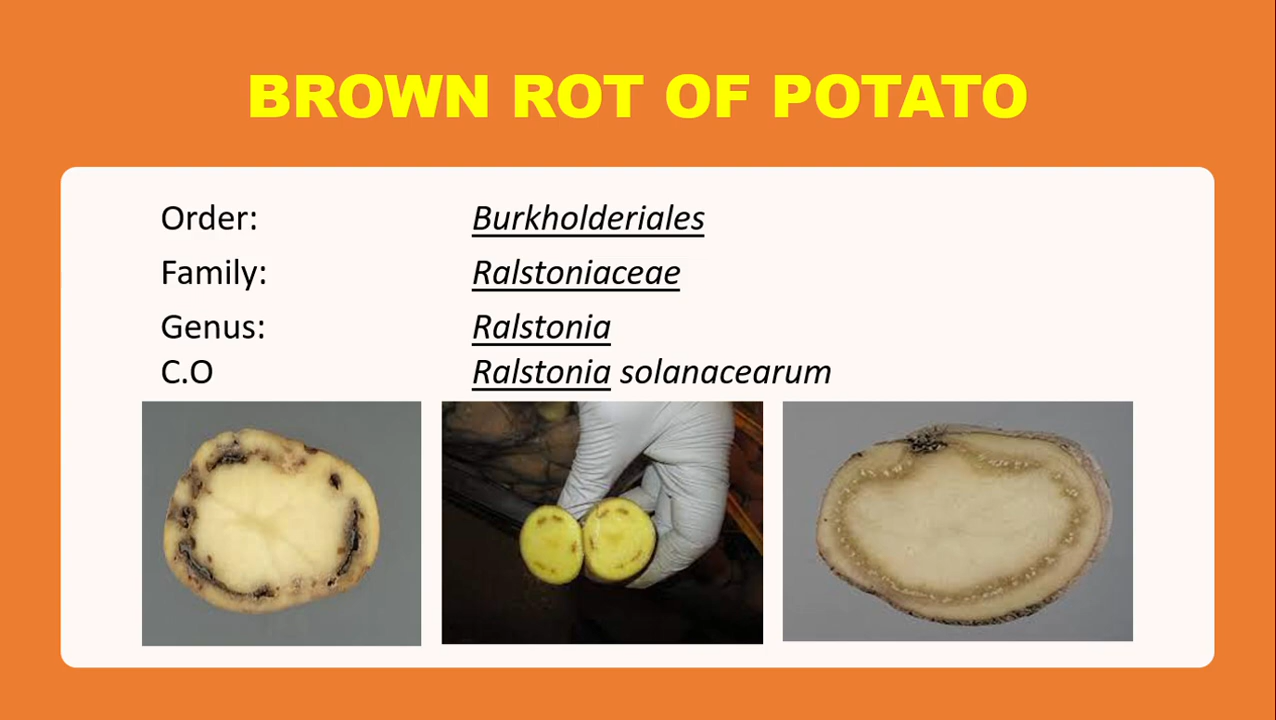 BROWN ROT OF POTATO
Order: Burkholderiales
Family: Ralstoniaceae
Genus: Ralstonia
C.O Ralstonia solanacearum